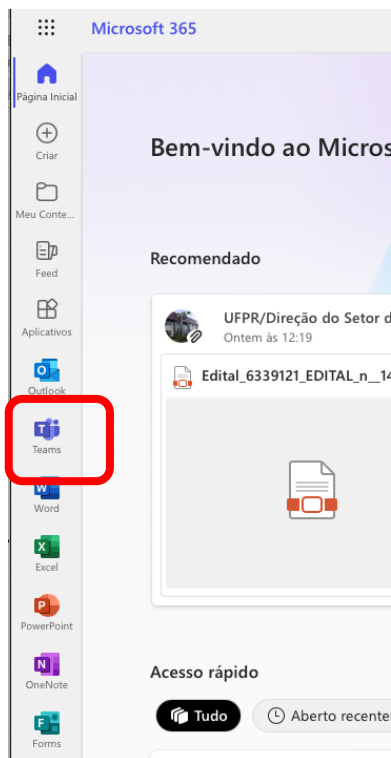 Microsoft 365
Página Inicial
Criar
Meu Conte...
Feed
Aplicativos
Outlook
Teams
Word
Excel
PowerPoint
OneNote
Forms
Bem-vindo ao Micros
Recomendado
UFPR/Direção do Setor d
Ontem às 12:19
Edital_6339121_EDITAL_n__14
Acesso rápido
Tudo
Aberto recente